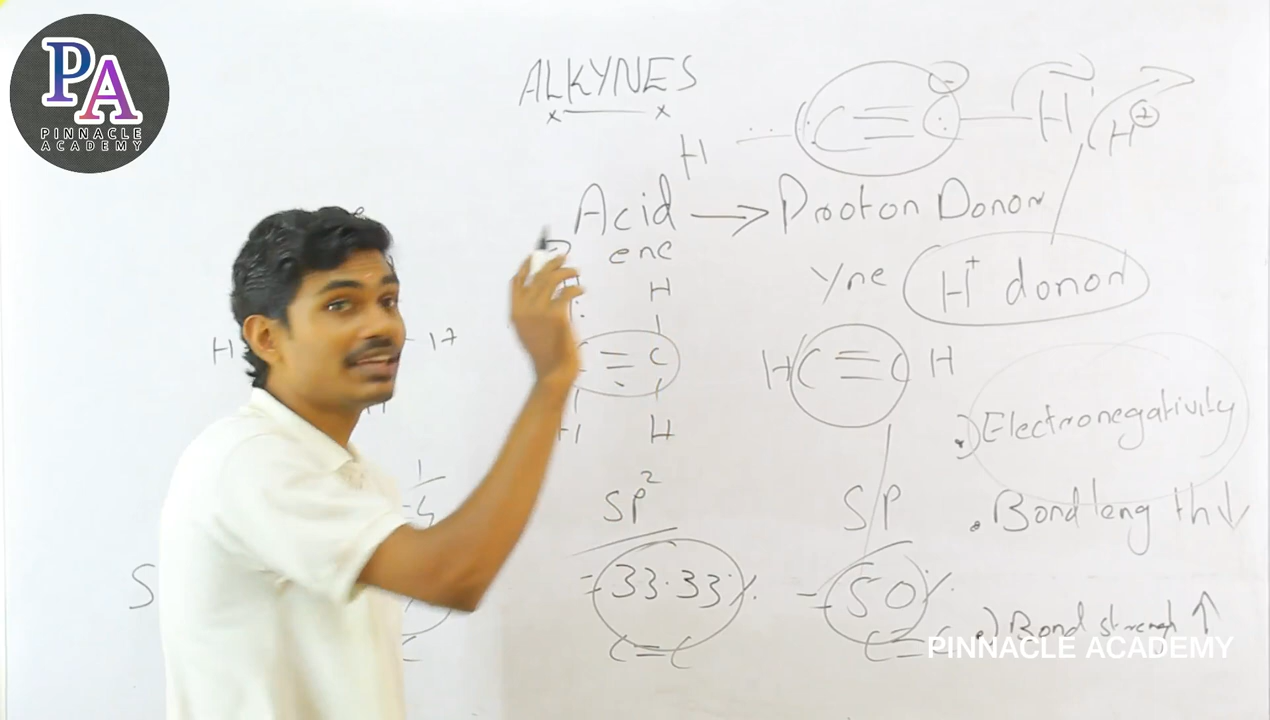 PA
PINNACLE
ACADEMY
ALKYNES
H C≡C H H⊕
Acid → Proton Donor
ene
yne H⁺ donor
H
H H C≡C H
C=C
H
H H
.) Electronegativity
SP² SP
. Bond length ↓
S
= 33.33% = 50%
.) Bond strength ↑
C=C C≡C
PINNACLE ACADEMY